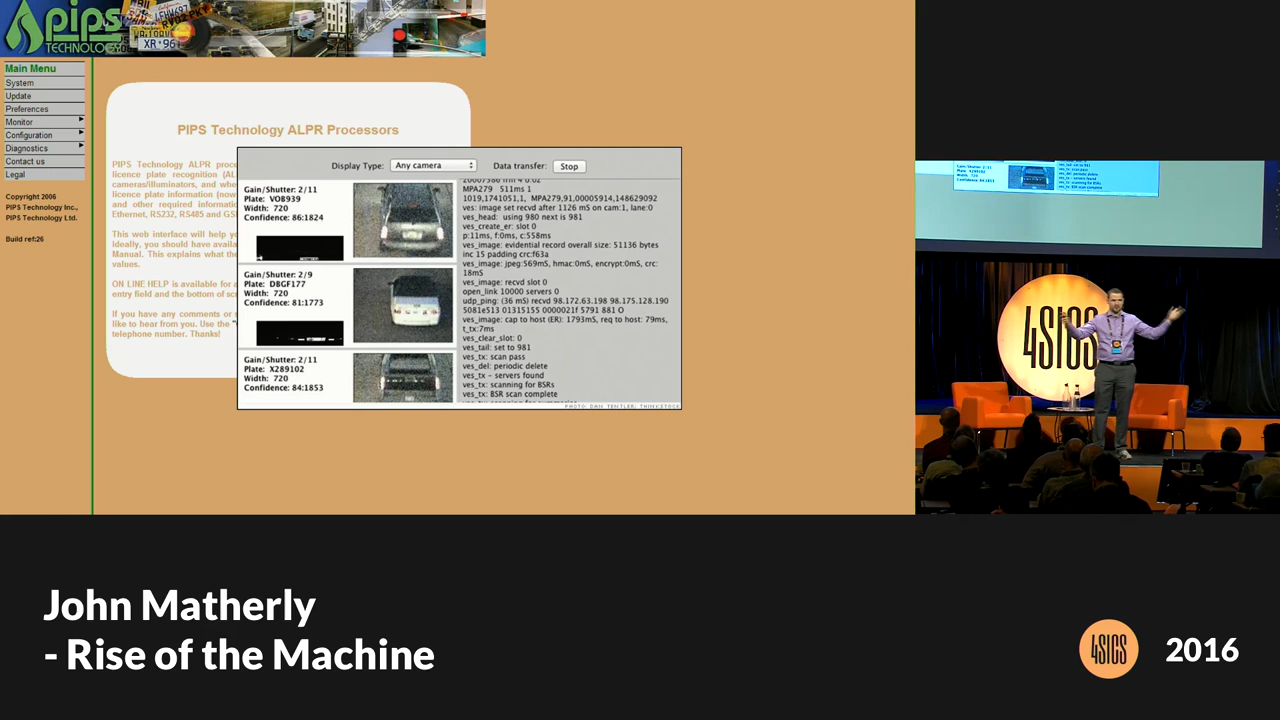 pips
TECHNOLOGY
XR·96
Main Menu
System
Update
Preferences
Monitor
Configuration
Diagnostics
Contact us
Legal
Copyright 2006
PIPS Technology Inc.,
PIPS Technology Ltd.
Build ref:26
PIPS Technology ALPR Processors
PIPS Technology ALPR proc
licence plate recognition (AL
cameras/illuminators, and whe
licence plate information (now
and other required informatic
Ethernet, RS232, RS485 and GS
This web interface will help yo
Ideally, you should have availa
Manual. This explains what the
values.
ON LINE HELP is available for a
entry field and the bottom of scr
If you have any comments or s
like to hear from you. Use the "
telephone number. Thanks!
Display Type: Any camera Data transfer: Stop
Gain/Shutter: 2/11
Plate: VOB939
Width: 720
Confidence: 86:1824
Gain/Shutter: 2/9
Plate: DBGF177
Width: 720
Confidence: 81:1773
Gain/Shutter: 2/11
Plate: X289102
Width: 720
Confidence: 84:1853
MPA279 511ms 1
1019,1741051,1, MPA279,91,00005914,148629092
ves: image set recvd after 1126 mS on cam:1, lane:0
ves_head: using 980 next is 981
ves_create_er: slot 0
p:11ms, f:0ms, c:558ms
ves_image: evidential record overall size: 51136 bytes
inc 15 padding crc:f63a
ves_image: jpeg:569mS, hmac:0mS, encrypt:0mS, crc:
18mS
ves_image: recvd slot 0
open_link 10000 servers 0
udp_ping: (36 mS) recvd 98.172.63.198 98.175.128.190
5081e513 01315155 0000021f 5791 881 O
ves_image: cap to host (ER): 1793mS, req to host: 79ms,
t_tx:7ms
ves_clear_slot: 0
ves_tail: set to 981
ves_tx: scan pass
ves_del: periodic delete
ves_tx - servers found
ves_tx: scanning for BSRs
ves_tx: BSR scan complete
PHOTO: DAN TENTLER, THINKSTOCK
4SICS
John Matherly
- Rise of the Machine
4SICS
2016